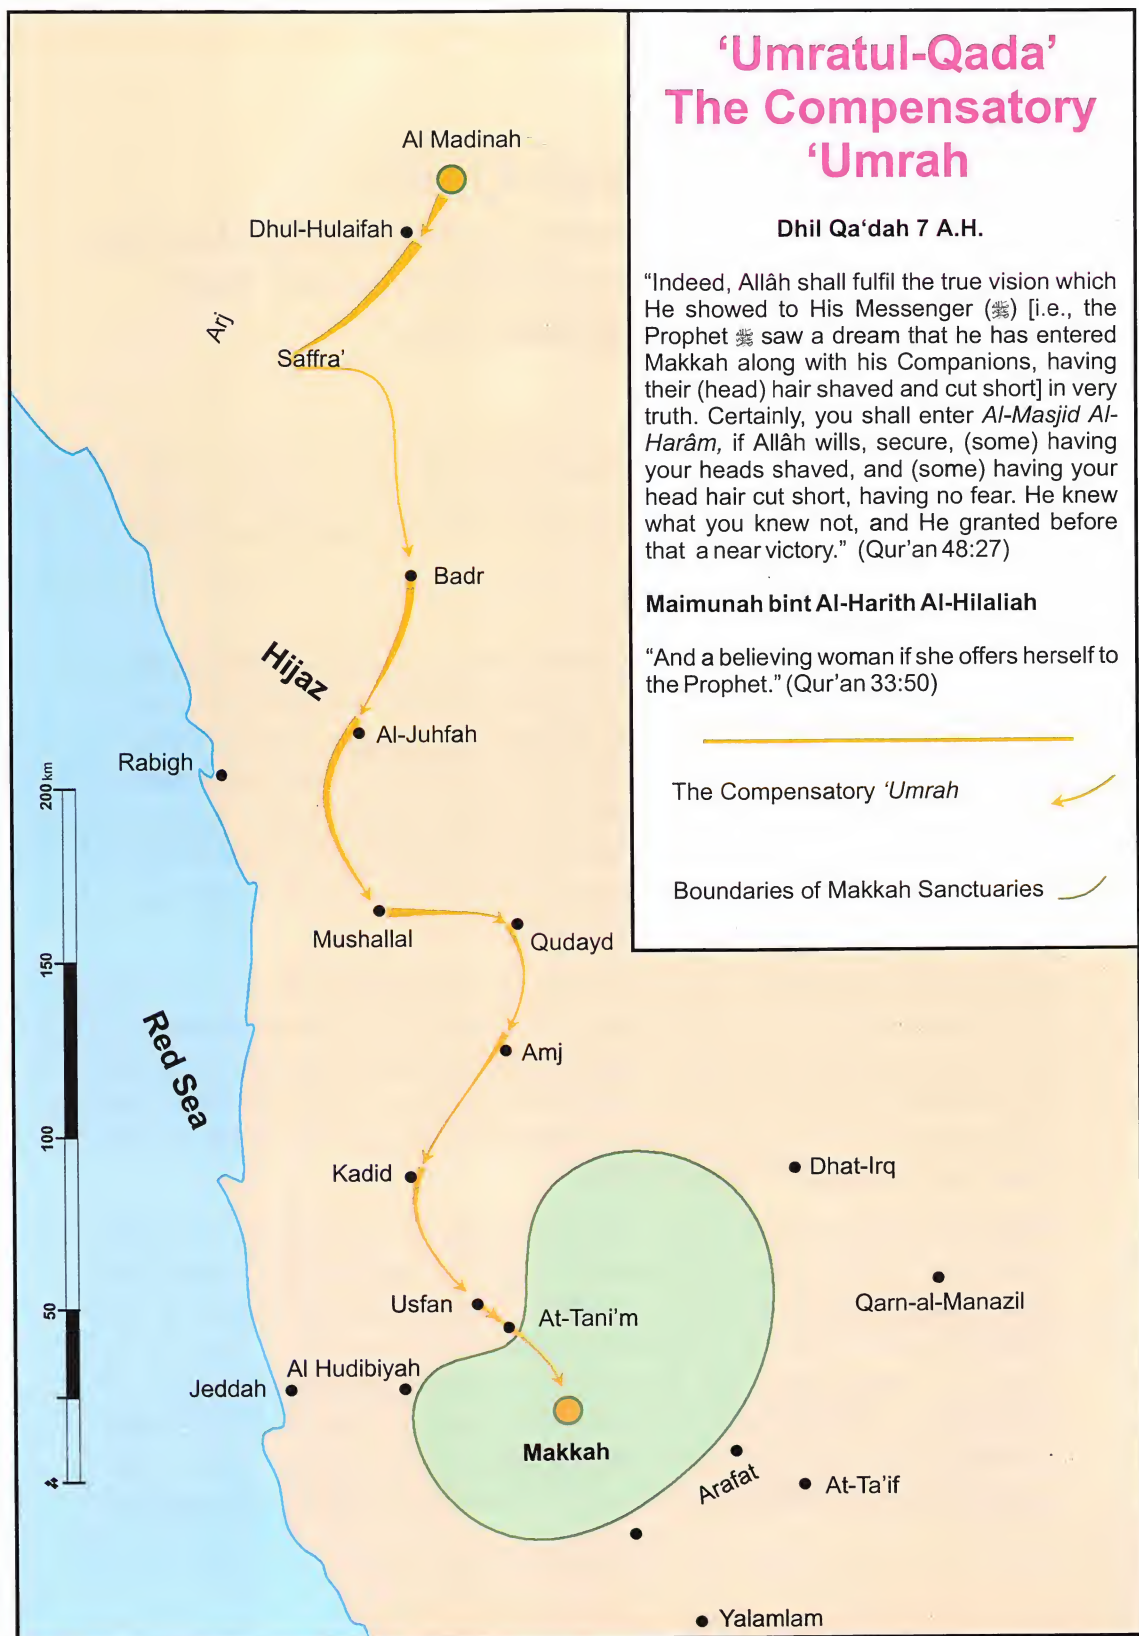 ‘Umratul-Qada’
The Compensatory
‘Umrah
Dhil Qa‘dah 7 A.H.
“Indeed, Allâh shall fulfil the true vision which
He showed to His Messenger (ﷺ) [i.e., the
Prophet ﷺ saw a dream that he has entered
Makkah along with his Companions, having
their (head) hair shaved and cut short] in very
truth. Certainly, you shall enter Al-Masjid Al-
Harâm, if Allâh wills, secure, (some) having
your heads shaved, and (some) having your
head hair cut short, having no fear. He knew
what you knew not, and He granted before
that a near victory.” (Qur’an 48:27)
Maimunah bint Al-Harith Al-Hilaliah
“And a believing woman if she offers herself to
the Prophet.” (Qur’an 33:50)
The Compensatory ‘Umrah
Boundaries of Makkah Sanctuaries
Al Madinah
Dhul-Hulaifah
Arj
Saffra’
Badr
Hijaz
Al-Juhfah
Rabigh
200 km
Mushallal
Qudayd
150
Red Sea
Amj
100
Kadid
Dhat-Irq
Qarn-al-Manazil
50
Usfan
At-Tani’m
Al Hudibiyah
Jeddah
Makkah
Arafat
At-Ta’if
Yalamlam